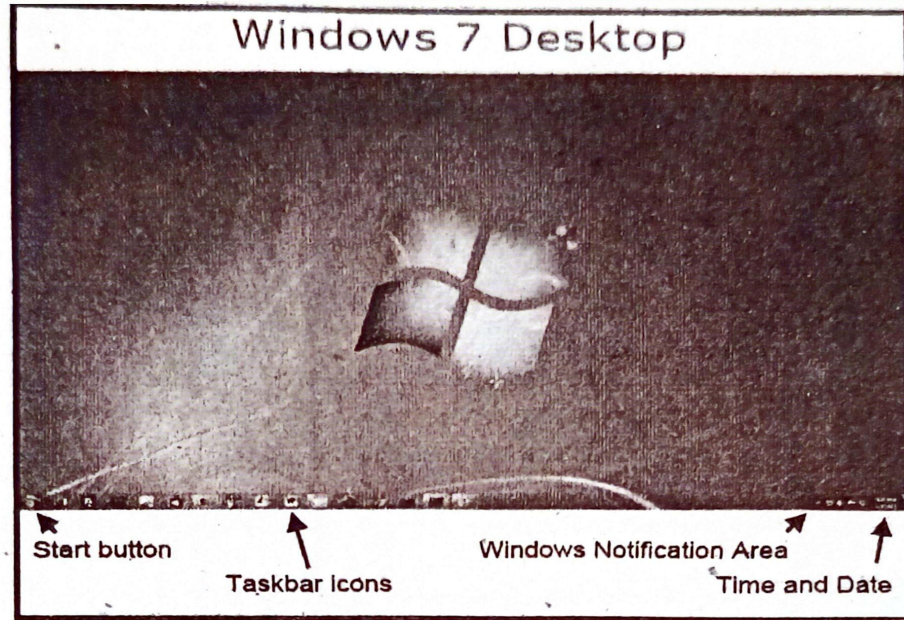 Windows 7 Desktop
Start button
Taskbar icons
Windows Notification Area
Time and Date